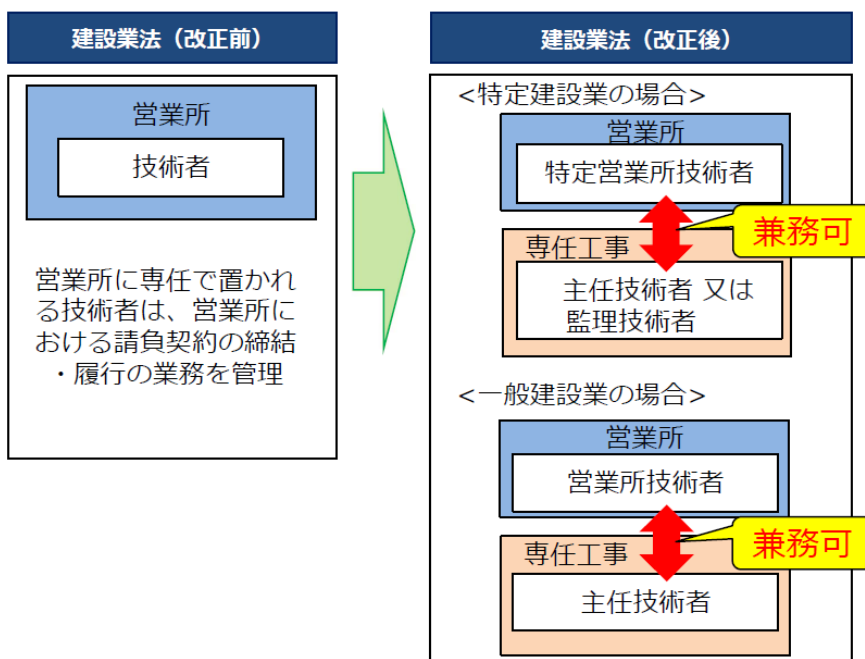 建設業法（改正前）
営業所
技術者
営業所に専任で置かれ
る技術者は、営業所に
おける請負契約の締結
・履行の業務を管理
建設業法（改正後）
<特定建設業の場合>
営業所
特定営業所技術者
兼務可
専任工事
主任技術者 又は
監理技術者
<一般建設業の場合>
営業所
営業所技術者
兼務可
専任工事
主任技術者